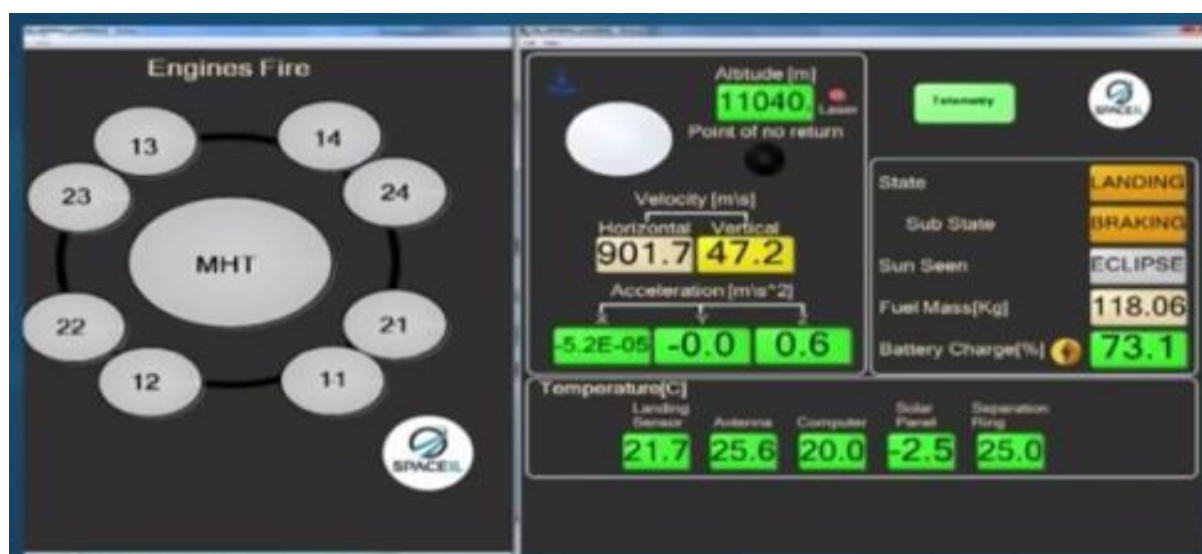 Engines Fire
13
14
23
24
MHT
22
21
12
11
SPACEIL
Altitude [m]
11040.
Laser
Point of no return
Velocity [m\s]
Horizontal Vertical
901.7 47.2
Acceleration [m\s^2]
X Y Z
-5.2E-05 -0.0 0.6
Telemetry
SPACEIL
State LANDING
Sub State BRAKING
Sun Seen ECLIPSE
Fuel Mass[Kg] 118.06
Battery Charge[%] 73.1
Temperature[C]
Landing Sensor Antenna Computer Solar Panel Separation Ring
21.7 25.6 20.0 -2.5 25.0